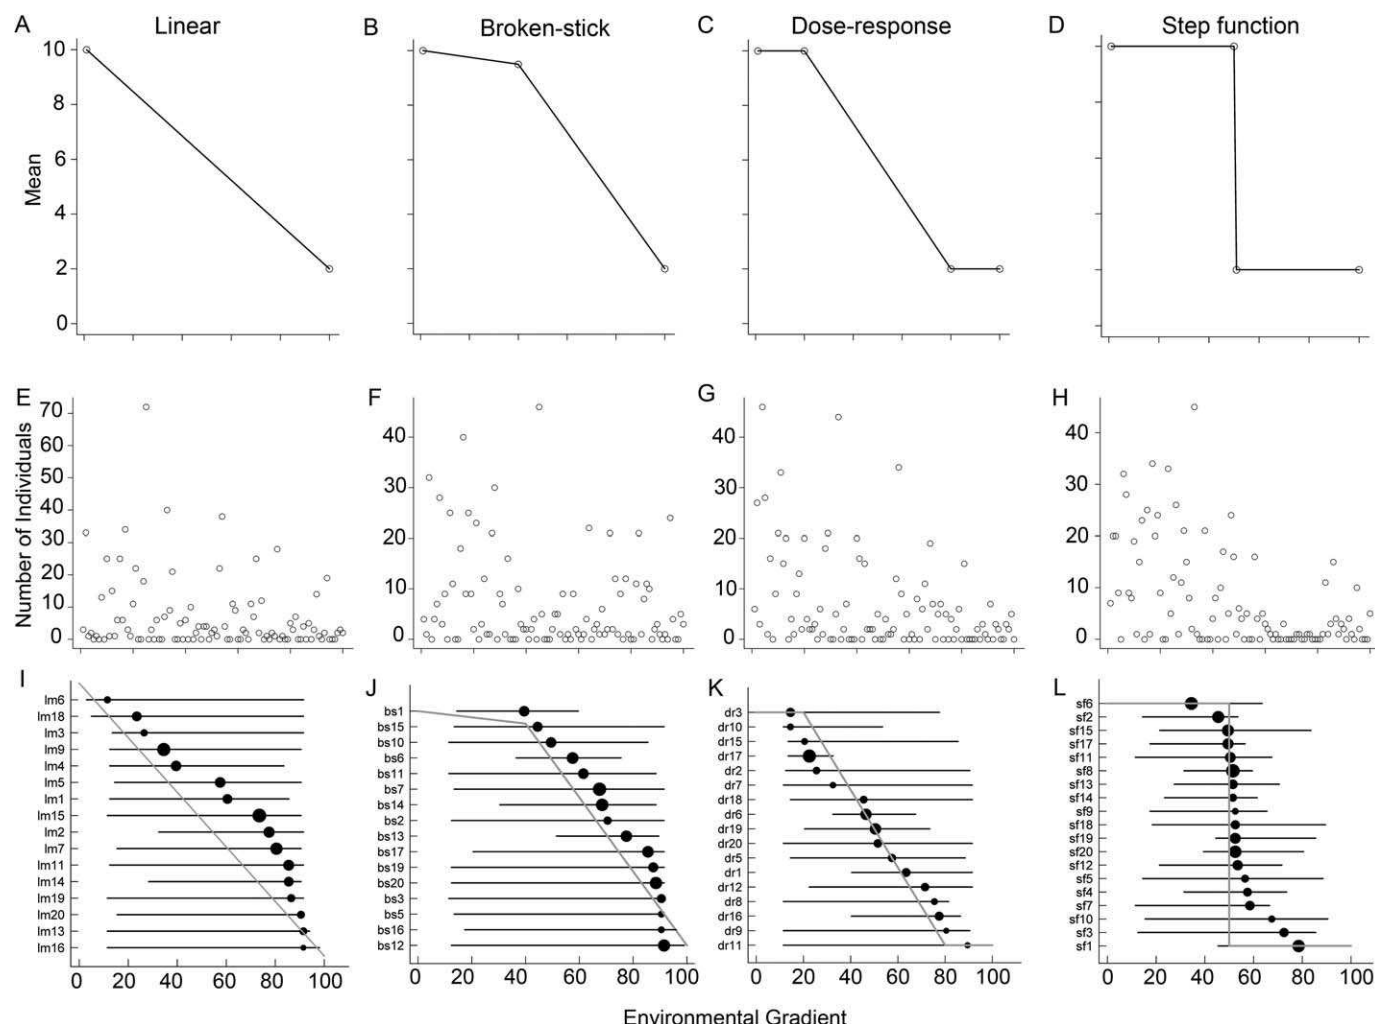 A Linear
B Broken-stick
C Dose-response
D Step function
Mean
10
8
6
4
2
0
E
Number of Individuals
70
60
50
40
30
20
10
0
F
40
30
20
10
0
G
40
30
20
10
0
H
40
30
20
10
0
I
lm6
lm18
lm3
lm9
lm4
lm5
lm1
lm15
lm2
lm7
lm11
lm14
lm19
lm20
lm13
lm16
0 20 40 60 80 100
J
bs1
bs15
bs10
bs6
bs11
bs7
bs14
bs2
bs13
bs17
bs19
bs20
bs3
bs5
bs16
bs12
0 20 40 60 80 100
K
dr3
dr10
dr15
dr17
dr2
dr7
dr18
dr6
dr19
dr20
dr5
dr1
dr12
dr8
dr16
dr9
dr11
0 20 40 60 80 100
L
sf6
sf2
sf15
sf17
sf11
sf8
sf13
sf14
sf9
sf18
sf19
sf20
sf12
sf5
sf4
sf7
sf10
sf3
sf1
0 20 40 60 80 100
Environmental Gradient